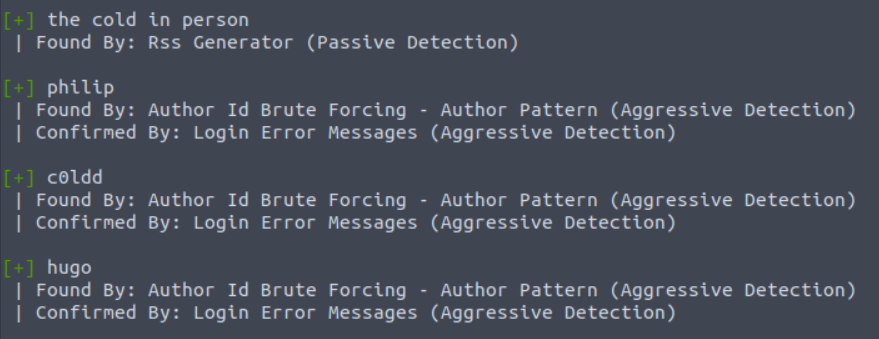 [+] the cold in person
| Found By: Rss Generator (Passive Detection)
[+] philip
| Found By: Author Id Brute Forcing - Author Pattern (Aggressive Detection)
| Confirmed By: Login Error Messages (Aggressive Detection)
[+] c0ldd
| Found By: Author Id Brute Forcing - Author Pattern (Aggressive Detection)
| Confirmed By: Login Error Messages (Aggressive Detection)
[+] hugo
| Found By: Author Id Brute Forcing - Author Pattern (Aggressive Detection)
| Confirmed By: Login Error Messages (Aggressive Detection)